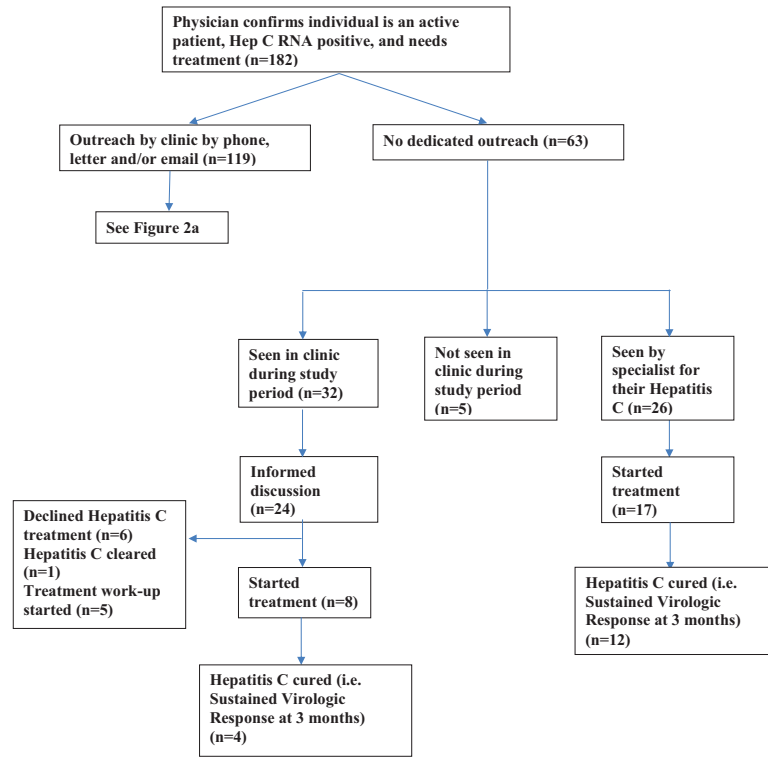 Physician confirms individual is an active
patient, Hep C RNA positive, and needs
treatment (n=182)
Outreach by clinic by phone,
letter and/or email (n=119)
No dedicated outreach (n=63)
See Figure 2a
Seen in clinic
during study
period (n=32)
Not seen in
clinic during
study period
(n=5)
Seen by
specialist for
their Hepatitis
C (n=26)
Informed
discussion
(n=24)
Started
treatment
(n=17)
Declined Hepatitis C
treatment (n=6)
Hepatitis C cleared
(n=1)
Treatment work-up
started (n=5)
Started
treatment (n=8)
Hepatitis C cured (i.e.
Sustained Virologic
Response at 3 months)
(n=12)
Hepatitis C cured (i.e.
Sustained Virologic
Response at 3 months)
(n=4)